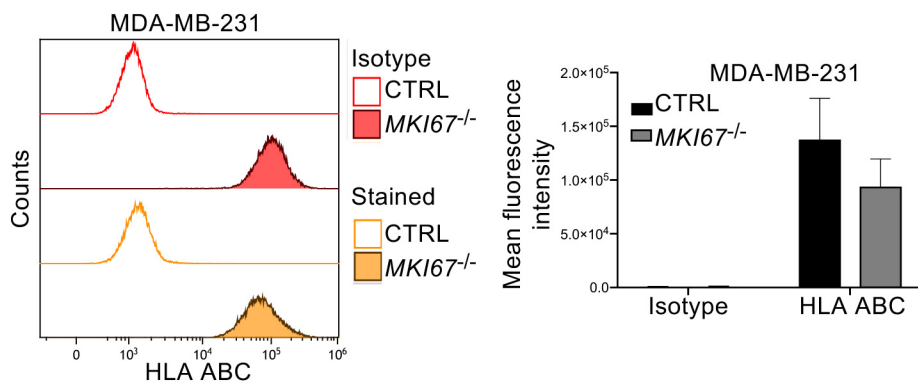 MDA-MB-231
Counts
0 10³ 10⁴ 10⁵ 10⁶
HLA ABC
Isotype
CTRL
MKI67⁻/⁻
Stained
CTRL
MKI67⁻/⁻
MDA-MB-231
Mean fluorescence
intensity
2.0×10⁵
1.5×10⁵
1.0×10⁵
5.0×10⁴
0.0
CTRL
MKI67⁻/⁻
Isotype HLA ABC